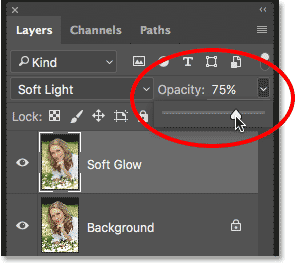 Layers Channels Paths
Kind
Soft Light Opacity: 75%
Lock:
Soft Glow
Background